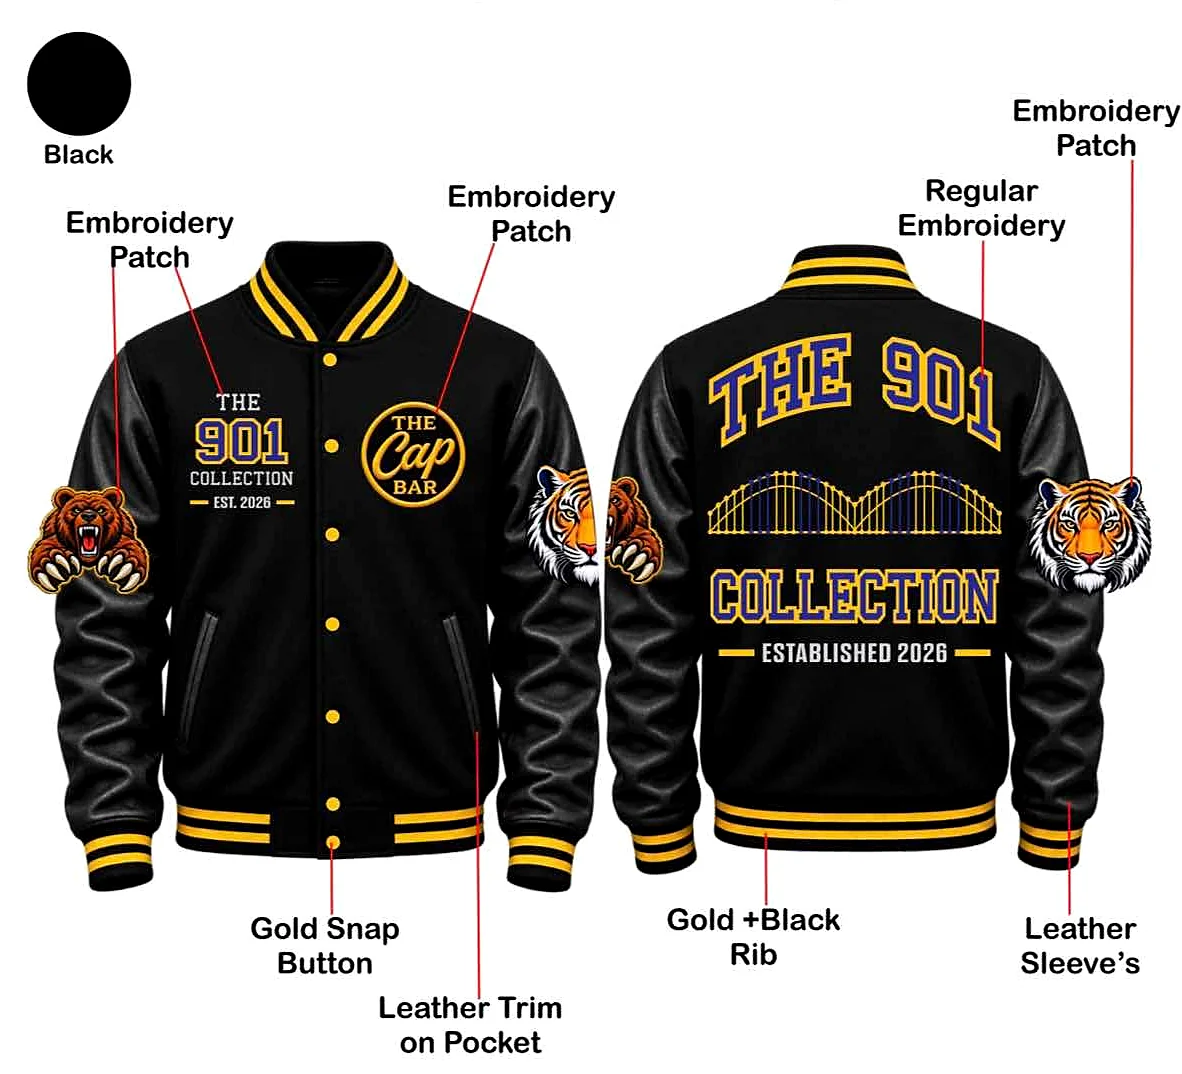 Black
Embroidery
Patch
Embroidery
Patch
Regular
Embroidery
Embroidery
Patch
THE
901
COLLECTION
EST. 2026
THE
Cap
BAR
THE 901
COLLECTION
ESTABLISHED 2026
Gold Snap
Button
Leather Trim
on Pocket
Gold +Black
Rib
Leather
Sleeve's